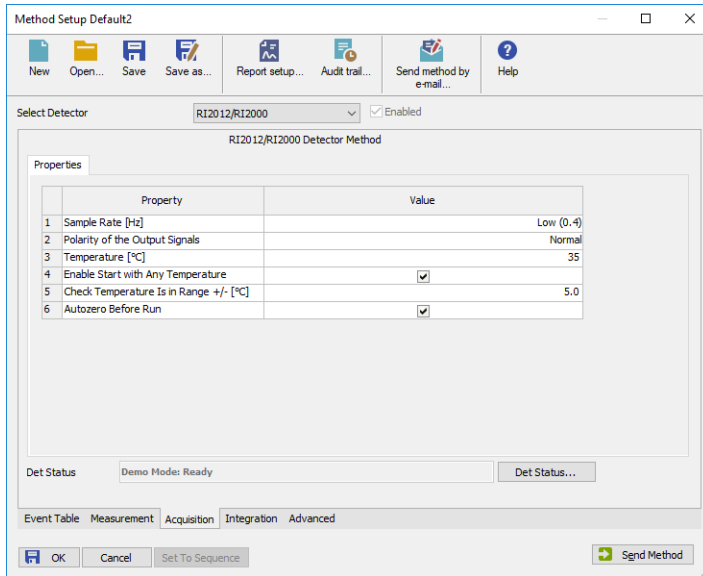 Method Setup Default2
New Open... Save Save as... Report setup... Audit trail... Send method by e-mail... Help
Select Detector RI2012/RI2000 Enabled
RI2012/RI2000 Detector Method
Properties
Property Value
1 Sample Rate [Hz] Low (0.4)
2 Polarity of the Output Signals Normal
3 Temperature [°C] 35
4 Enable Start with Any Temperature
5 Check Temperature Is in Range +/- [°C] 5.0
6 Autozero Before Run
Det Status Demo Mode: Ready Det Status...
Event Table Measurement Acquisition Integration Advanced
OK Cancel Set To Sequence Send Method